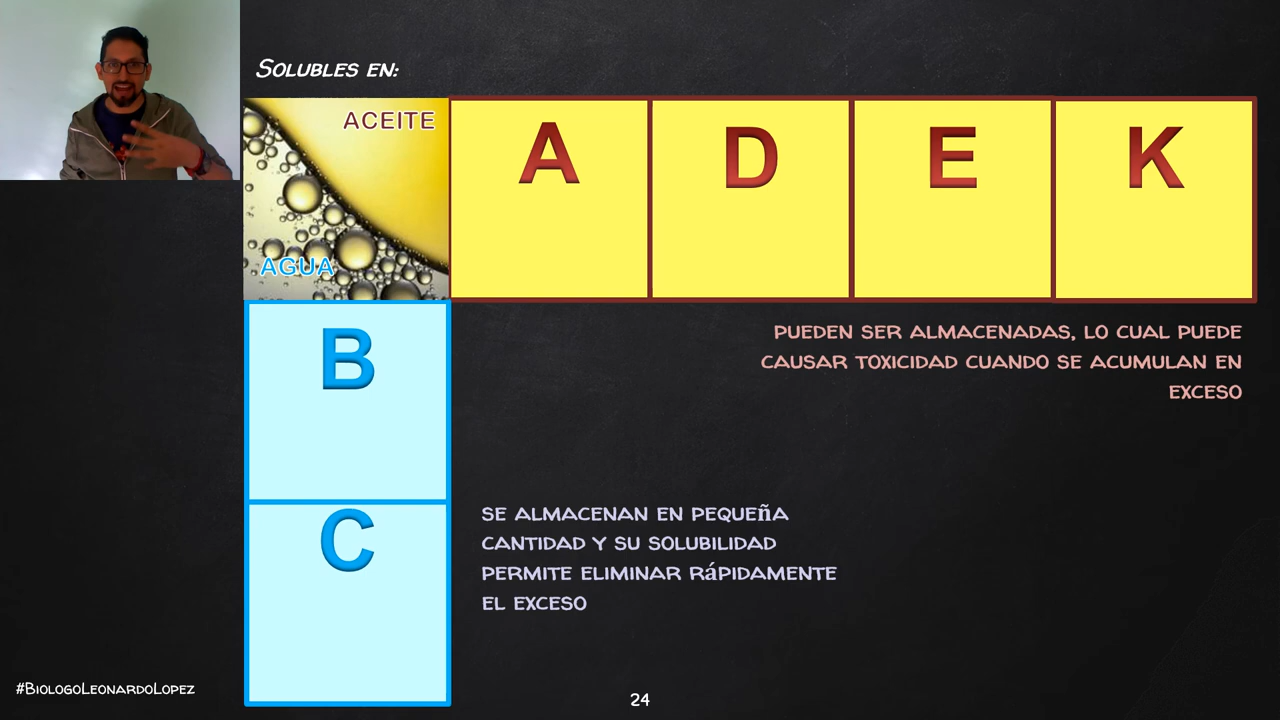 SOLUBLES EN:
ACEITE
AGUA
A
D
E
K
PUEDEN SER ALMACENADAS, LO CUAL PUEDE
CAUSAR TOXICIDAD CUANDO SE ACUMULAN EN
EXCESO
B
C
SE ALMACENAN EN PEQUEñA
CANTIDAD Y SU SOLUBILIDAD
PERMITE ELIMINAR RáPIDAMENTE
EL EXCESO
#BIOLOGOLEONARDOLOPEZ
24